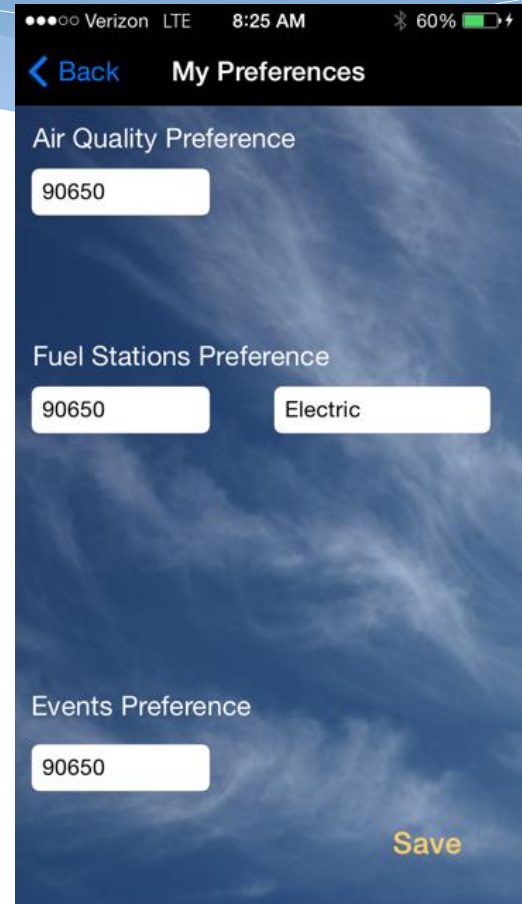 Verizon LTE 8:25 AM 60%
Back My Preferences
Air Quality Preference
90650
Fuel Stations Preference
90650 Electric
Events Preference
90650
Save